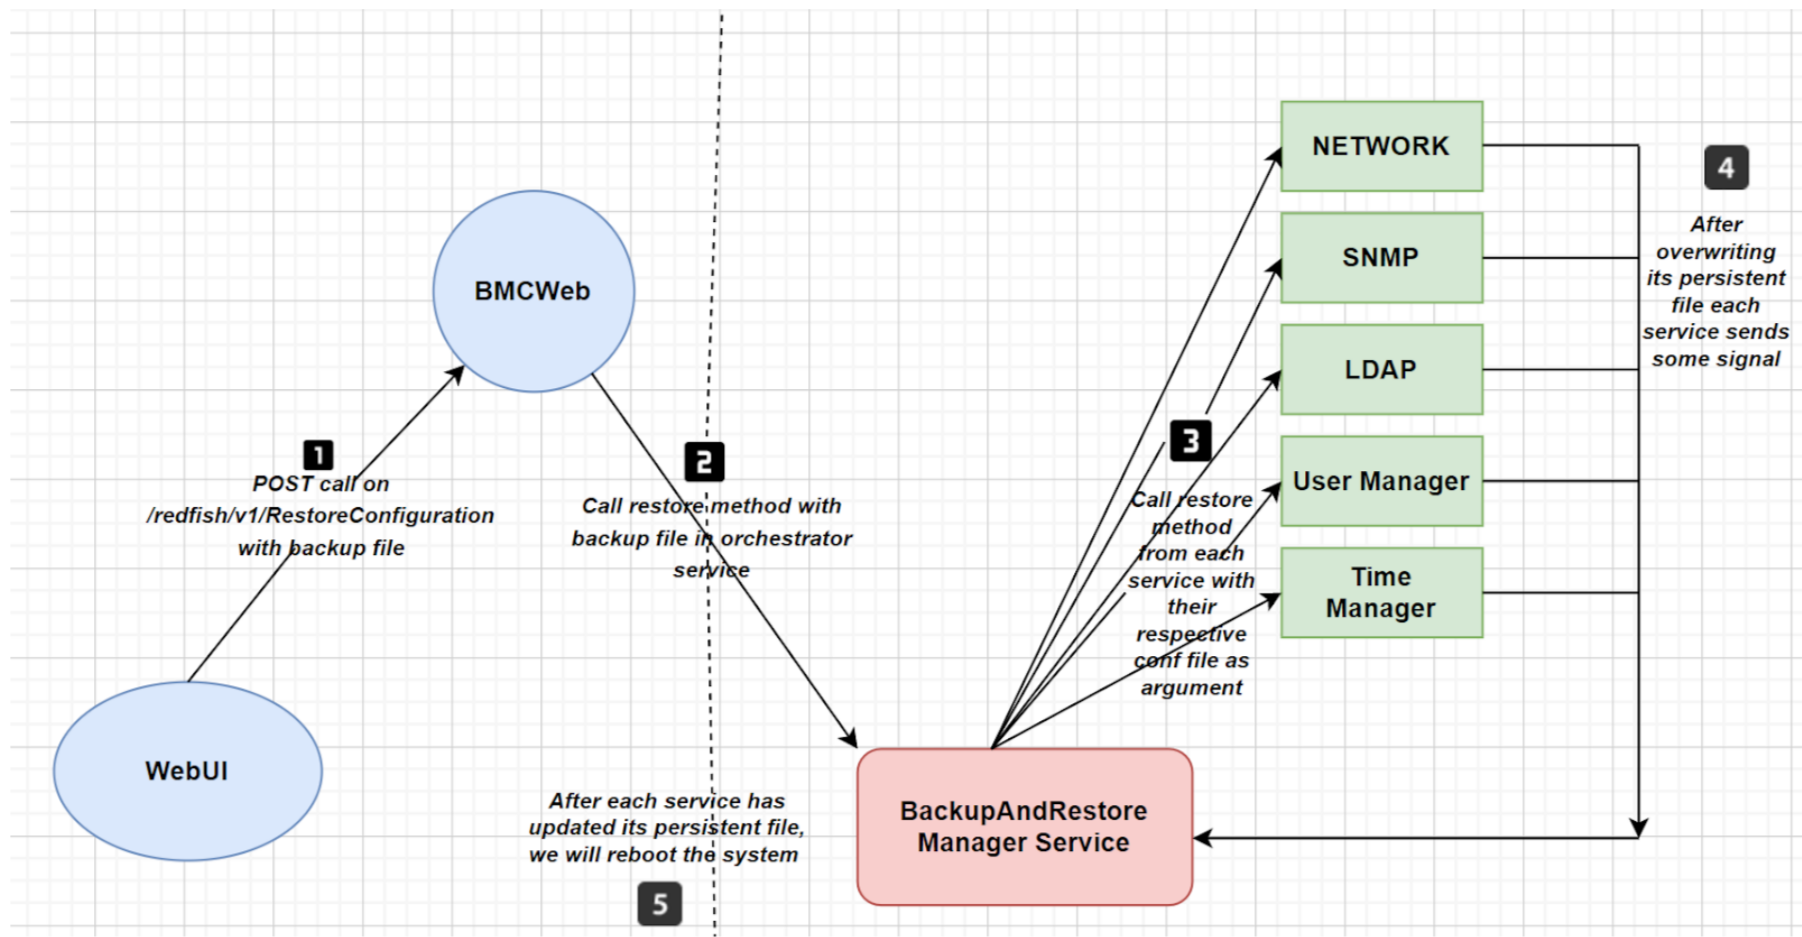 NETWORK
4
SNMP
After
overwriting
its persistent
file each
service sends
some signal
BMCWeb
LDAP
1
POST call on
/redfish/v1/RestoreConfiguration
with backup file
2
Call restore method with
backup file in orchestrator
service
3
Call restore
method
from each
service with
their
respective
conf file as
argument
User Manager
Time
Manager
WebUI
After each service has
updated its persistent file,
we will reboot the system
5
BackupAndRestore
Manager Service